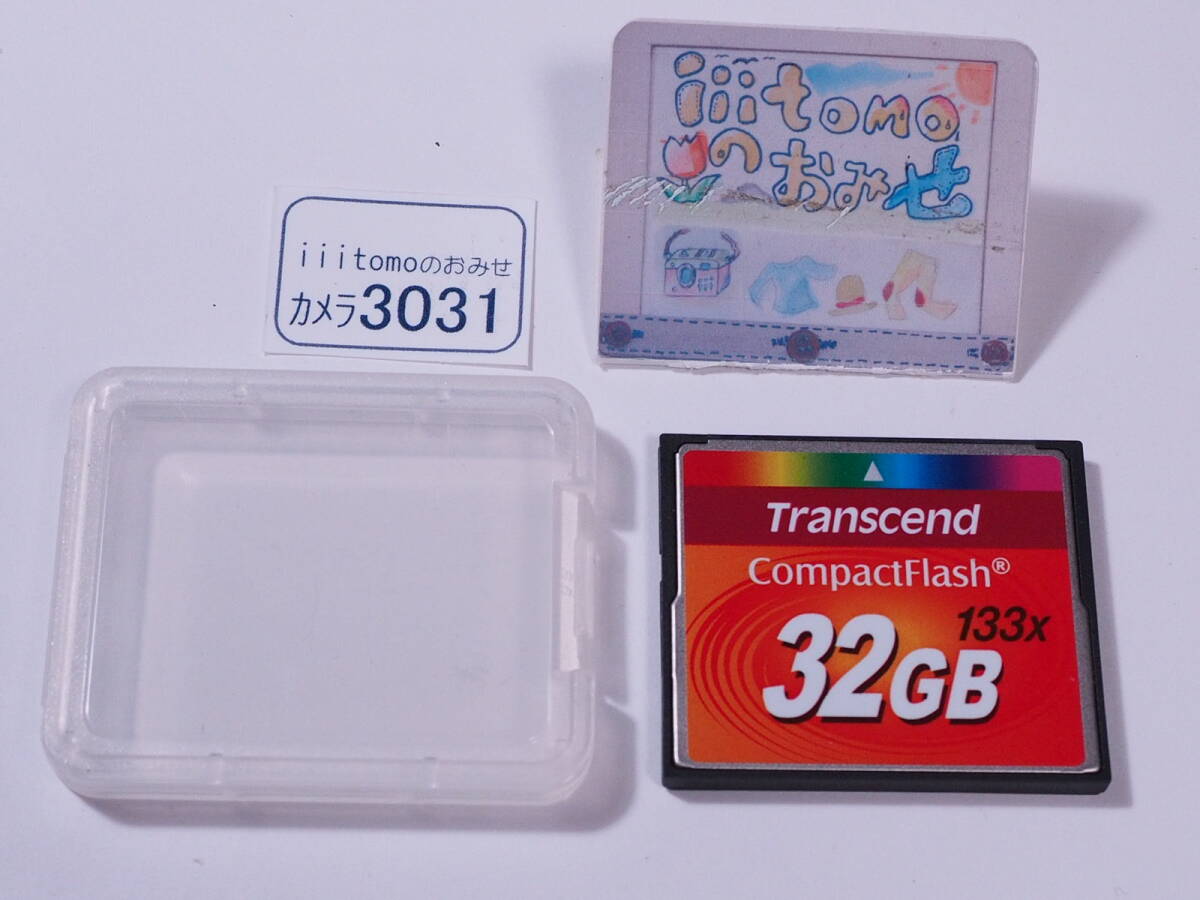 iiitomo
のおみせ
iiitomoのおみせ
カメラ3031
Transcend
CompactFlash®
133x
32GB